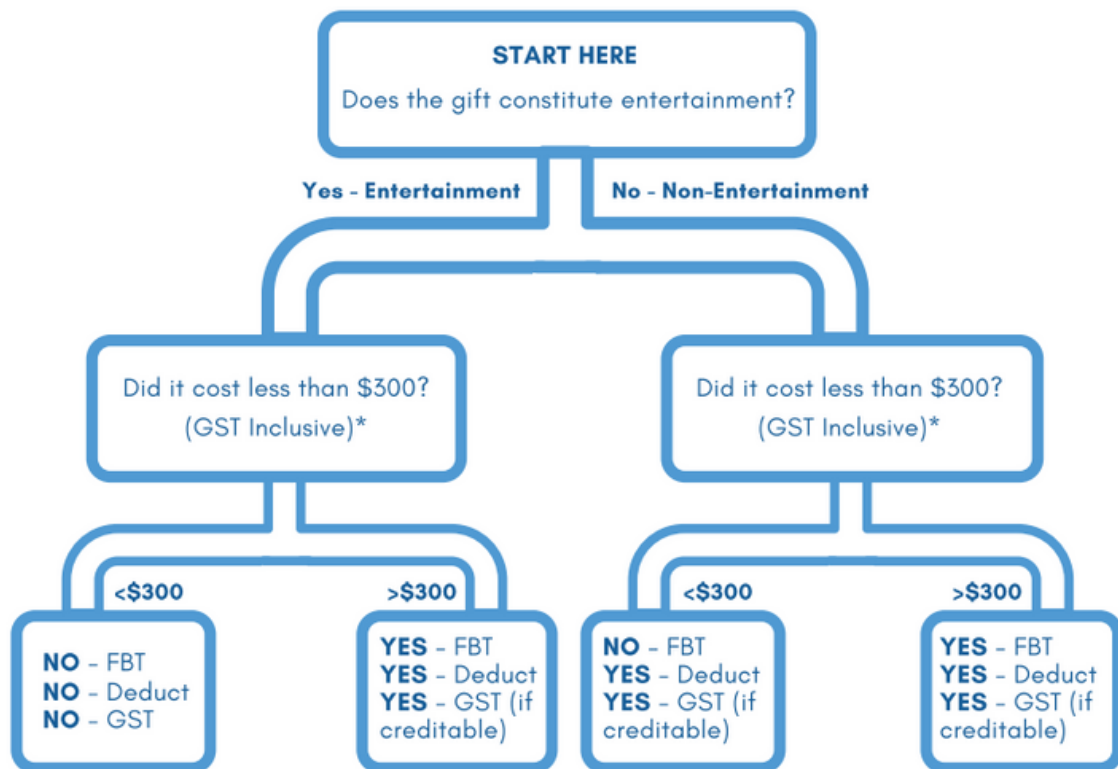 START HERE
Does the gift constitute entertainment?
Yes - Entertainment
No - Non-Entertainment
Did it cost less than $300?
(GST Inclusive)*
Did it cost less than $300?
(GST Inclusive)*
<$300
>$300
<$300
>$300
NO - FBT
NO - Deduct
NO - GST
YES - FBT
YES - Deduct
YES - GST (if
creditable)
NO - FBT
YES - Deduct
YES - GST (if
creditable)
YES - FBT
YES - Deduct
YES - GST (if
creditable)